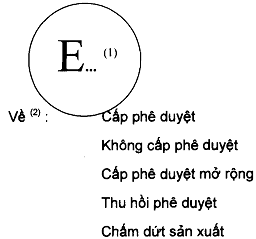 E... (1)
Về (2) : Cấp phê duyệt
Không cấp phê duyệt
Cấp phê duyệt mở rộng
Thu hồi phê duyệt
Chấm dứt sản xuất